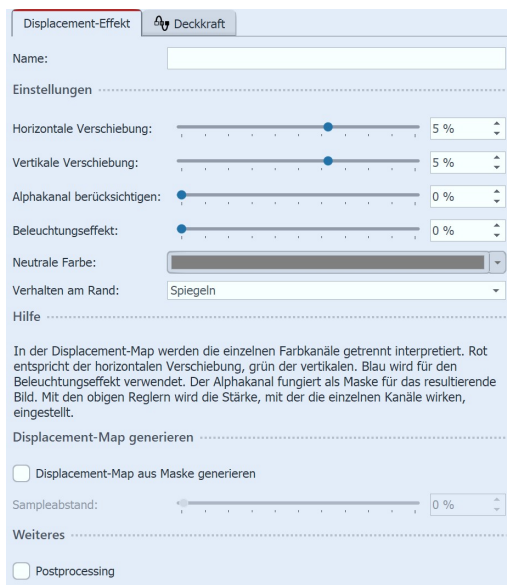 Displacement-Effekt Deckkraft
Name:
Einstellungen
Horizontale Verschiebung: 5 %
Vertikale Verschiebung: 5 %
Alphakanal berücksichtigen: 0 %
Beleuchtungseffekt: 0 %
Neutrale Farbe:
Verhalten am Rand: Spiegeln
Hilfe
In der Displacement-Map werden die einzelnen Farbkanäle getrennt interpretiert. Rot
entspricht der horizontalen Verschiebung, grün der vertikalen. Blau wird für den
Beleuchtungseffekt verwendet. Der Alphakanal fungiert als Maske für das resultierende
Bild. Mit den obigen Reglern wird die Stärke, mit der die einzelnen Kanäle wirken,
eingestellt.
Displacement-Map generieren
Displacement-Map aus Maske generieren
Sampleabstand: 0 %
Weiteres
Postprocessing